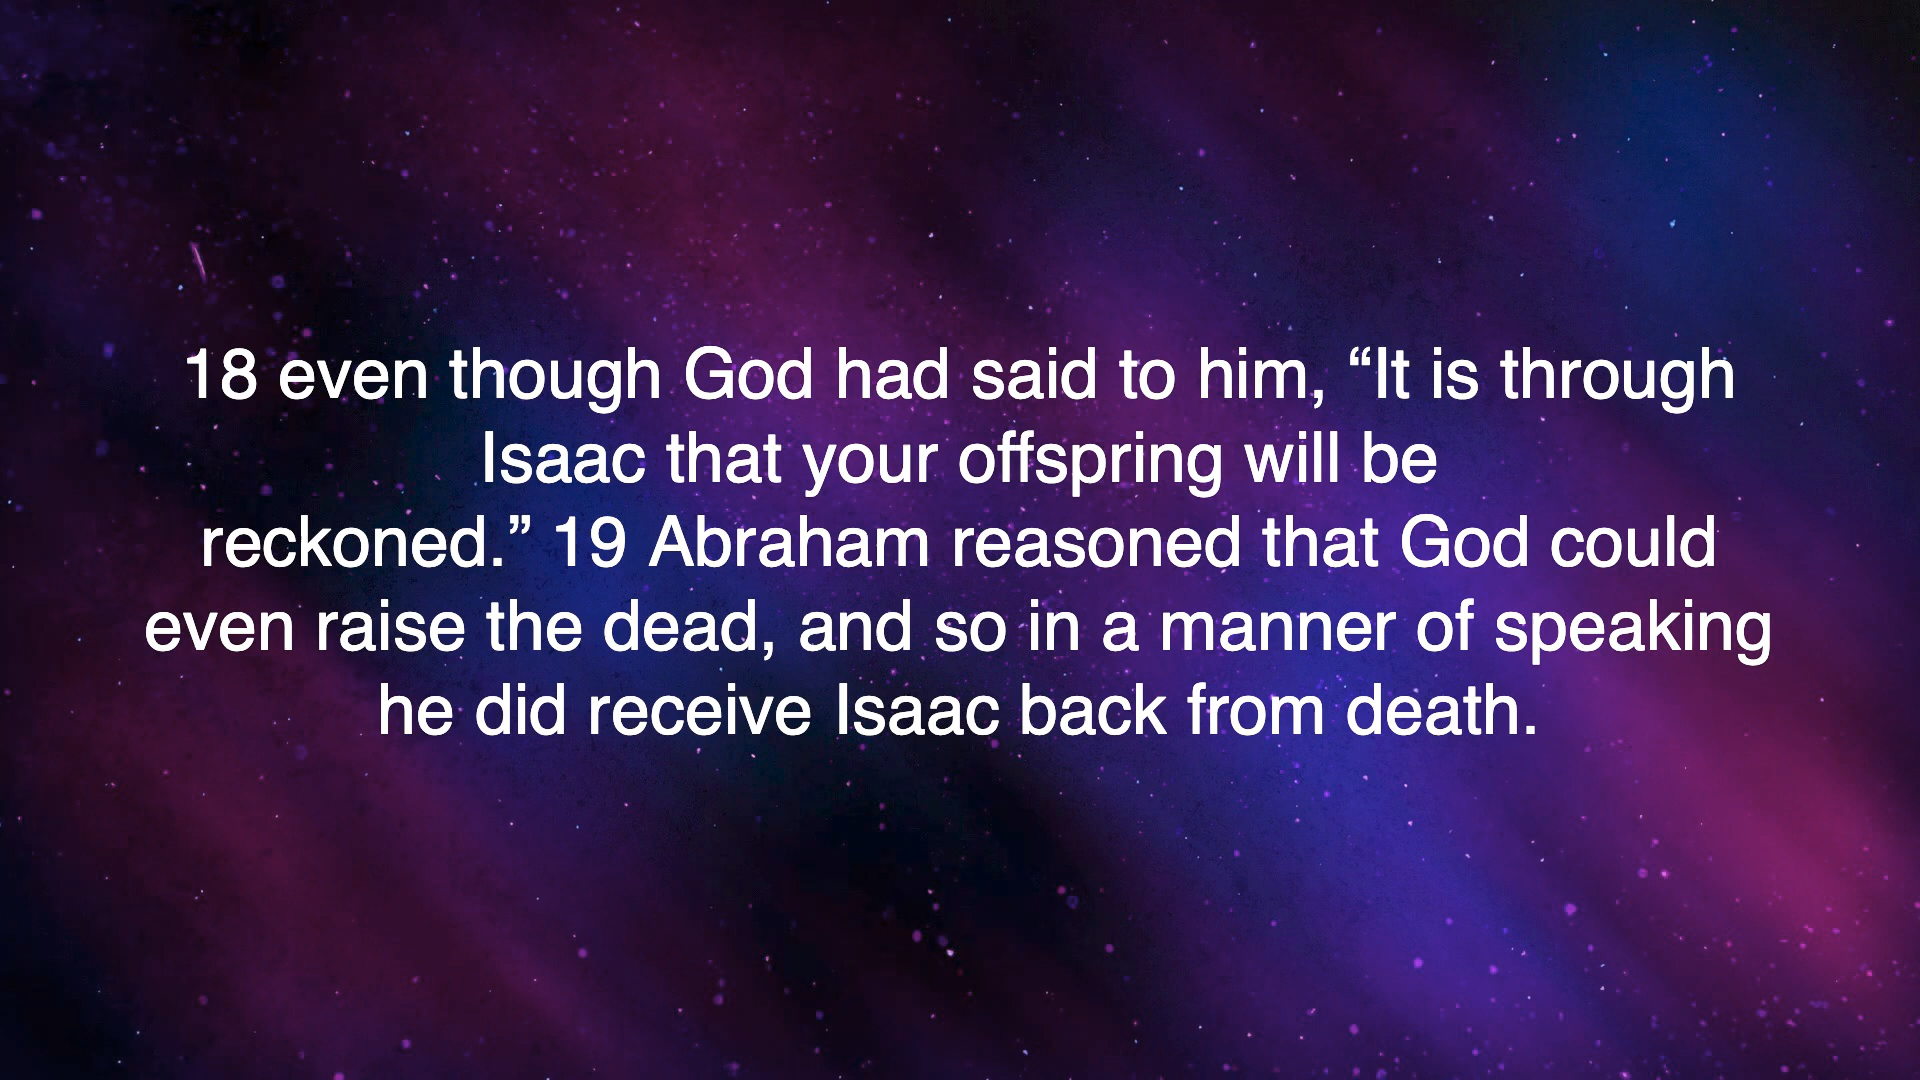 18 even though God had said to him, “It is through
Isaac that your offspring will be
reckoned.” 19 Abraham reasoned that God could
even raise the dead, and so in a manner of speaking
he did receive Isaac back from death.